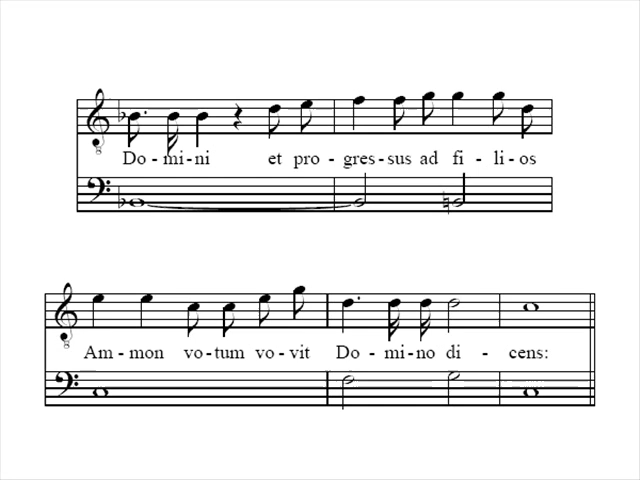 Do - mi - ni et pro - gres - sus ad fi - li - os
Am - mon vo - tum vo - vit Do - mi - no di - cens: